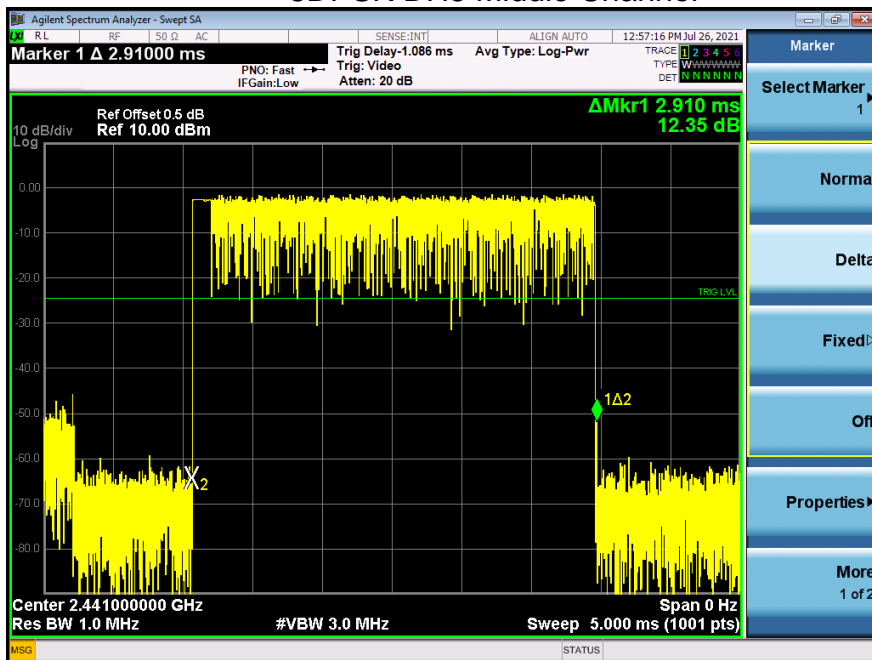 Agilent Spectrum Analyzer - Swept SA
LXI RL RF 50 Ω AC SENSE:INT ALIGN AUTO 12:57:16 PM Jul 26, 2021
Marker 1 Δ 2.91000 ms
PNO: Fast
IFGain:Low
Trig Delay-1.086 ms
Trig: Video
Atten: 20 dB
Avg Type: Log-Pwr
TRACE 1 2 3 4 5 6
TYPE WWWWWW
DET N N N N N N
Marker
Select Marker
1
ΔMkr1 2.910 ms
12.35 dB
Ref Offset 0.5 dB
10 dB/div Ref 10.00 dBm
Log
0.00
-10.0
-20.0
TRIG LVL
-30.0
-40.0
-50.0
1Δ2
-60.0
X2
-70.0
-80.0
Norma
Delta
Fixed
Off
Properties
More
1 of 2
Center 2.441000000 GHz Span 0 Hz
Res BW 1.0 MHz #VBW 3.0 MHz Sweep 5.000 ms (1001 pts)
MSG STATUS